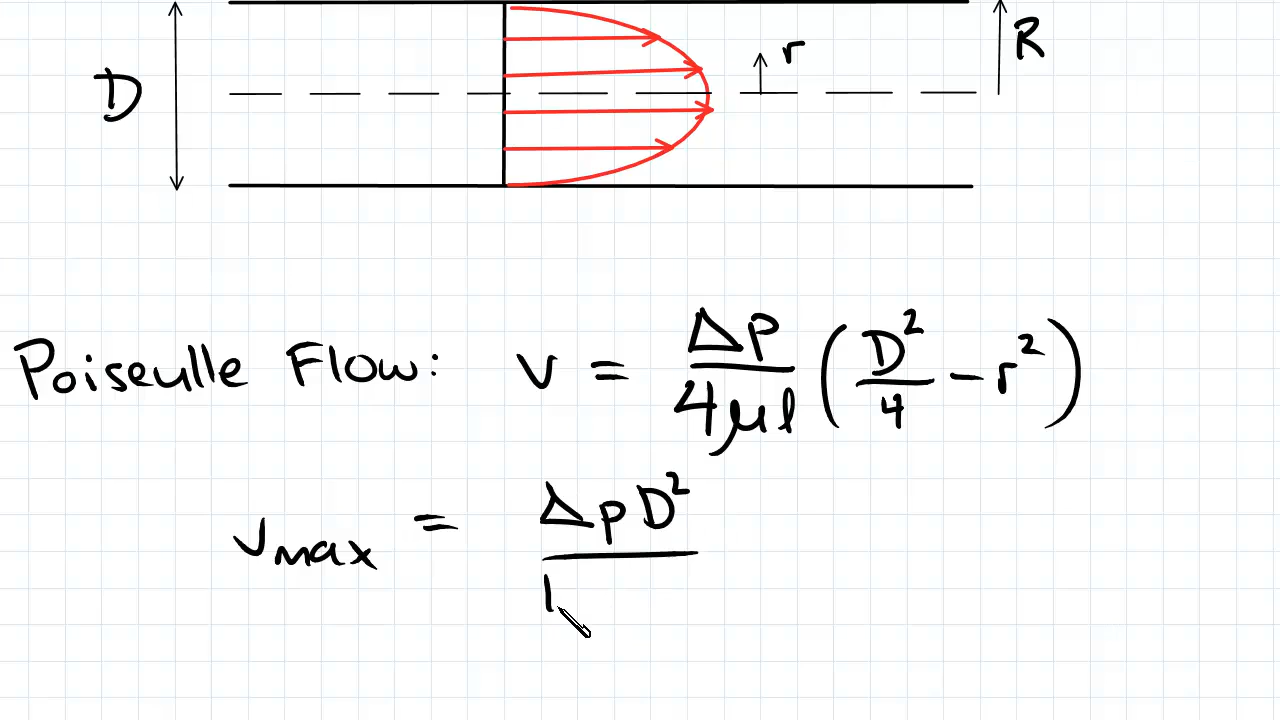 D r R
Poiseulle Flow: v = Δp/4μl (D²/4 - r²)
vmax = ΔpD²/1